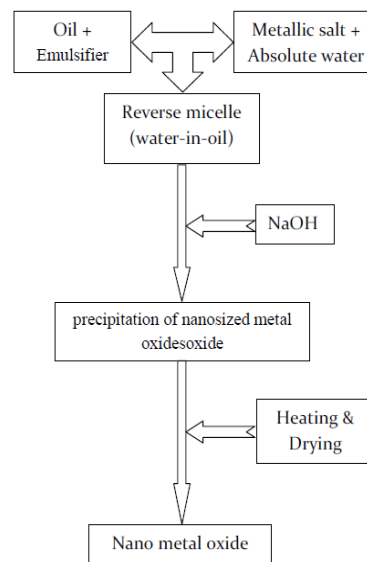 Oil +
Emulsifier
Metallic salt +
Absolute water
Reverse micelle
(water-in-oil)
NaOH
precipitation of nanosized metal
oxidesoxide
Heating &
Drying
Nano metal oxide